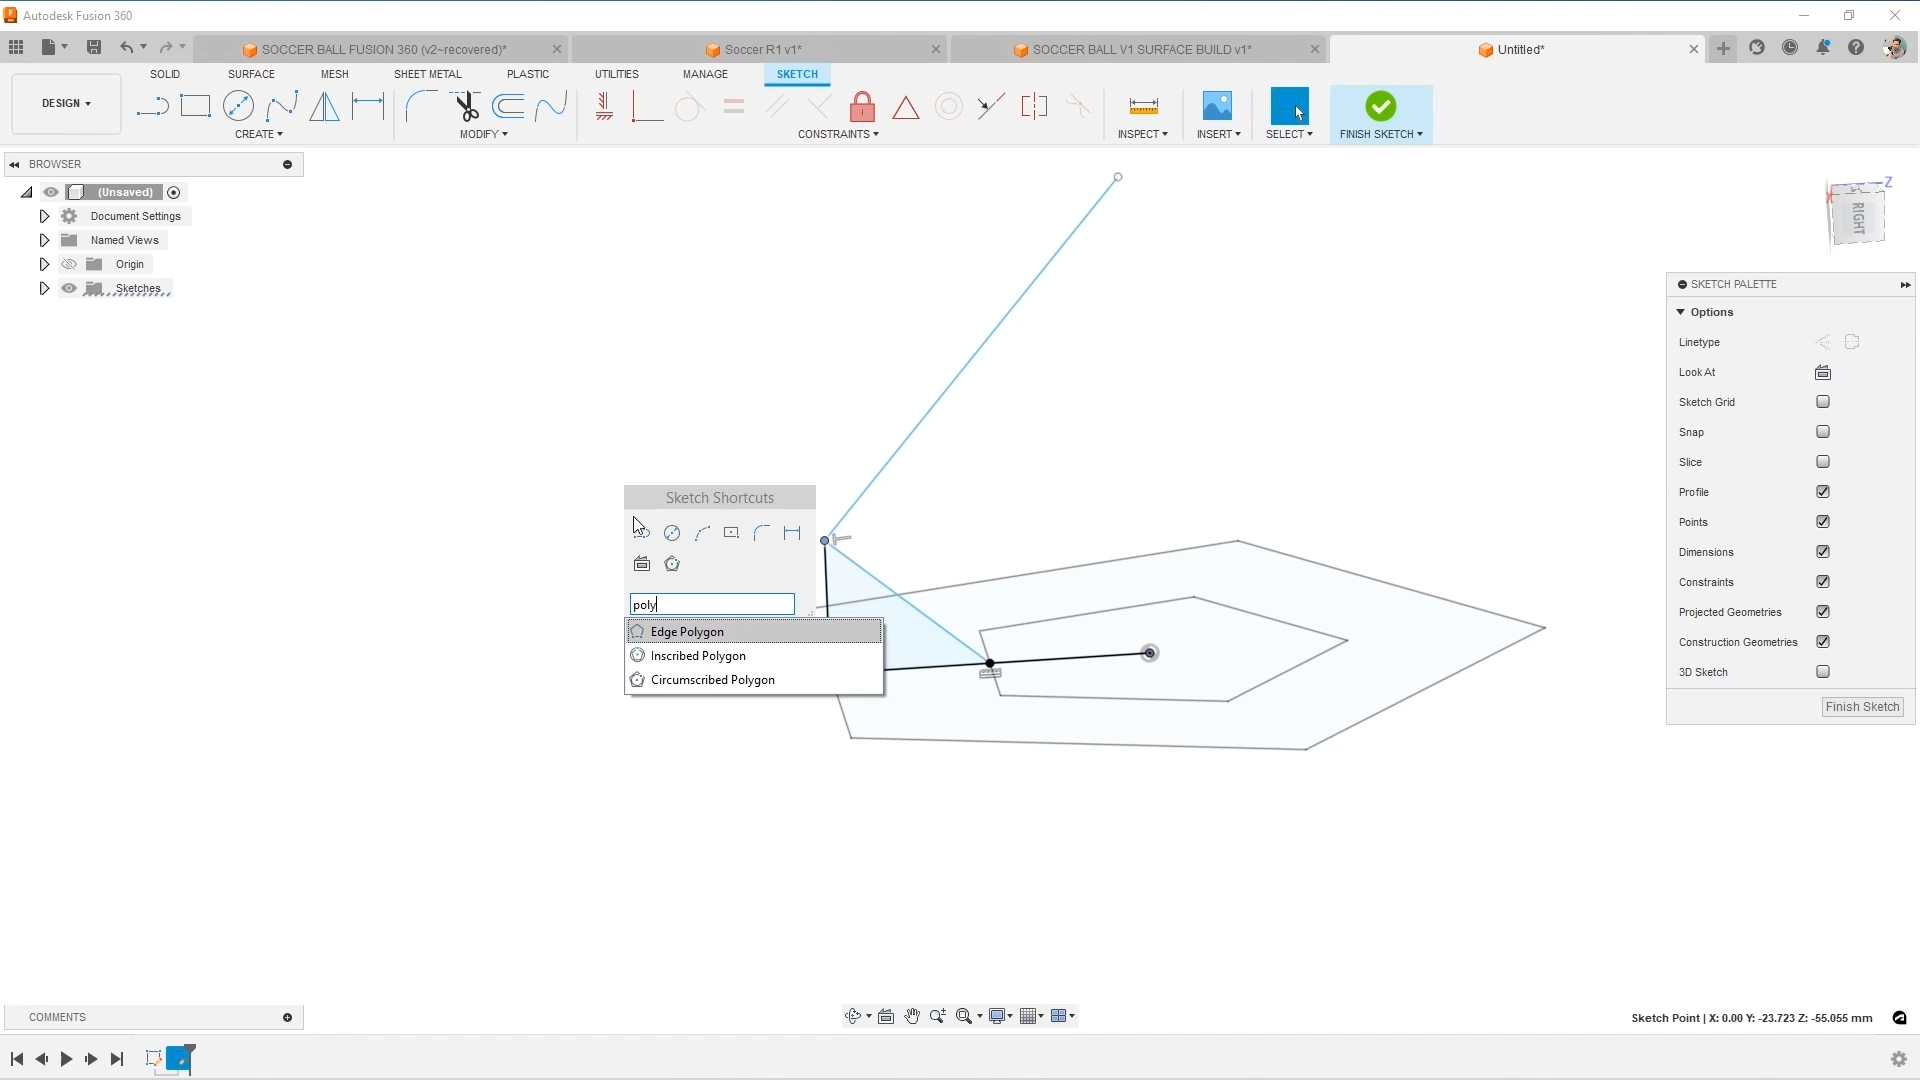 Autodesk Fusion 360
SOCCER BALL FUSION 360 (v2~recovered)*
Soccer R1 v1*
SOCCER BALL V1 SURFACE BUILD v1*
Untitled*
SOLID SURFACE MESH SHEET METAL PLASTIC UTILITIES MANAGE SKETCH
DESIGN
CREATE MODIFY CONSTRAINTS INSPECT INSERT SELECT FINISH SKETCH
BROWSER
(Unsaved)
Document Settings
Named Views
Origin
Sketches
Z
X
RIGHT
SKETCH PALETTE
Options
Linetype
Look At
Sketch Grid
Snap
Slice
Profile
Points
Dimensions
Constraints
Projected Geometries
Construction Geometries
3D Sketch
Finish Sketch
Sketch Shortcuts
poly
Edge Polygon
Inscribed Polygon
Circumscribed Polygon
COMMENTS
Sketch Point | X: 0.00 Y: -23.723 Z: -55.055 mm